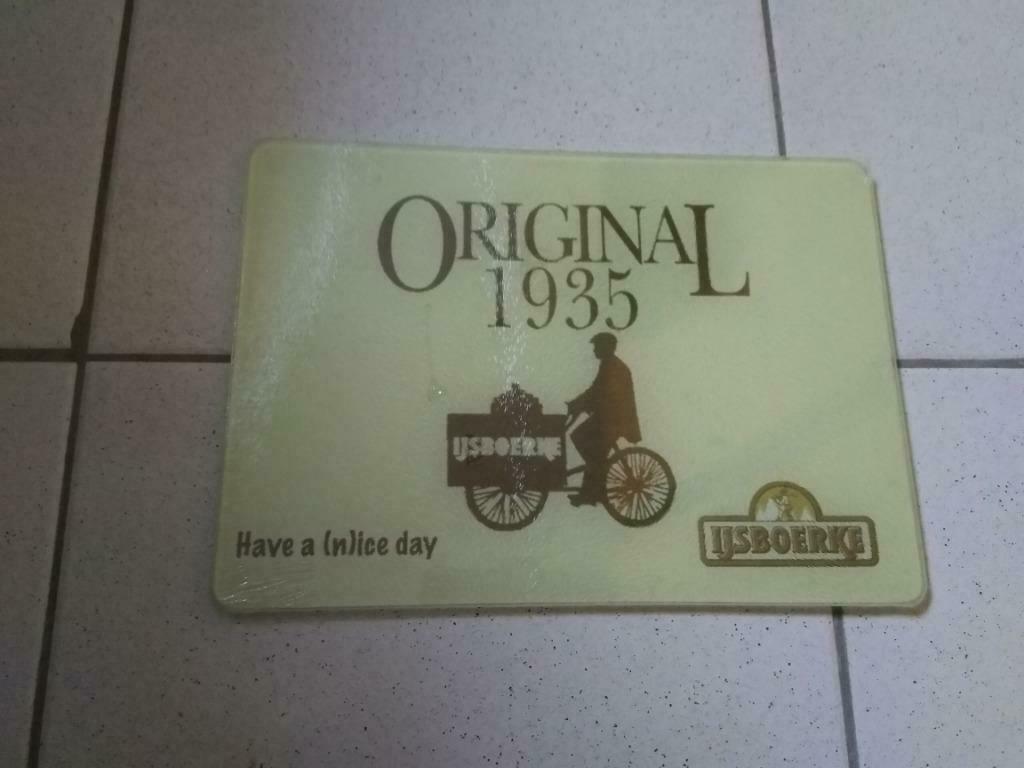 ORIGINAL
1935
IJSBOERKE
Have a (n)ice day
IJSBOERKE